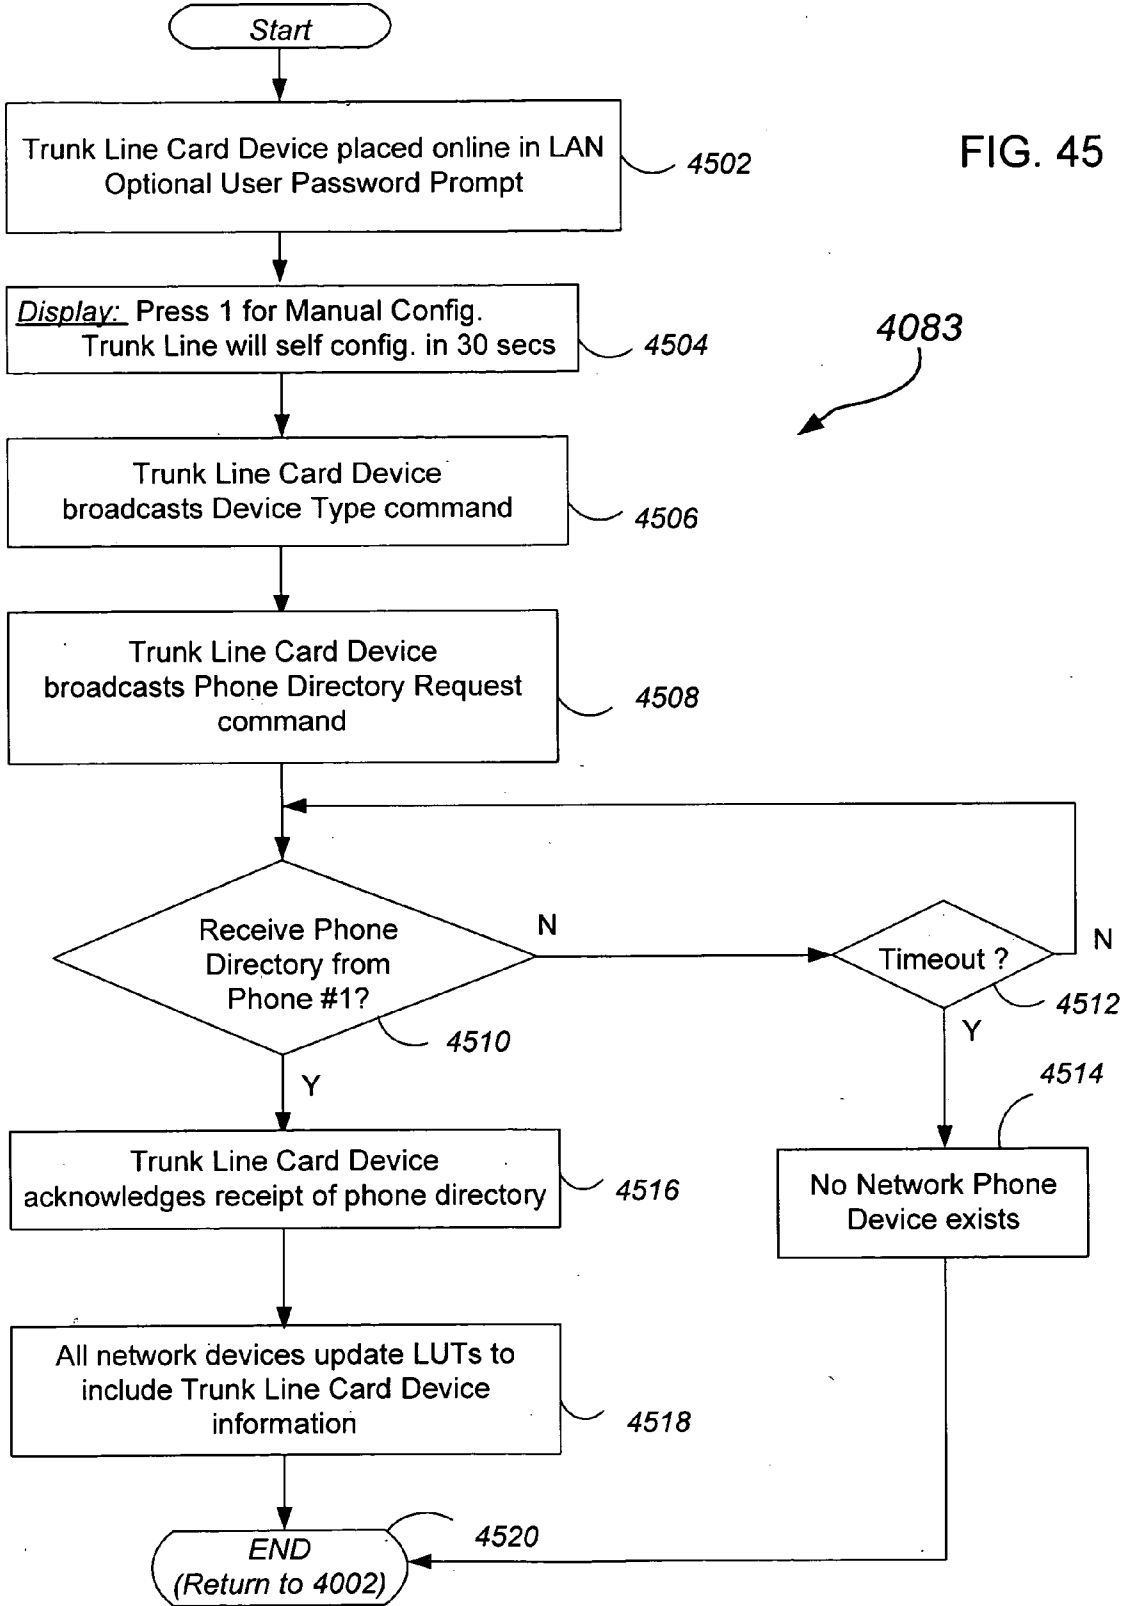 Start
Trunk Line Card Device placed online in LAN
Optional User Password Prompt
4502
FIG. 45
Display: Press 1 for Manual Config.
Trunk Line will self config. in 30 secs
4504
4083
Trunk Line Card Device
broadcasts Device Type command
4506
Trunk Line Card Device
broadcasts Phone Directory Request
command
4508
Receive Phone
Directory from
Phone #1?
4510
N
Timeout ?
4512
N
Y
Y
4514
No Network Phone
Device exists
Trunk Line Card Device
acknowledges receipt of phone directory
4516
All network devices update LUTs to
include Trunk Line Card Device
information
4518
END
(Return to 4002)
4520